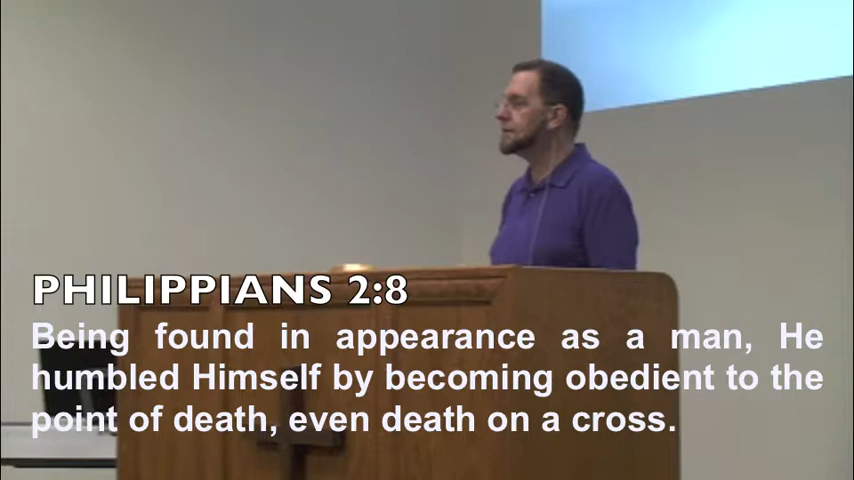 PHILIPPIANS 2:8
Being found in appearance as a man, He
humbled Himself by becoming obedient to the
point of death, even death on a cross.